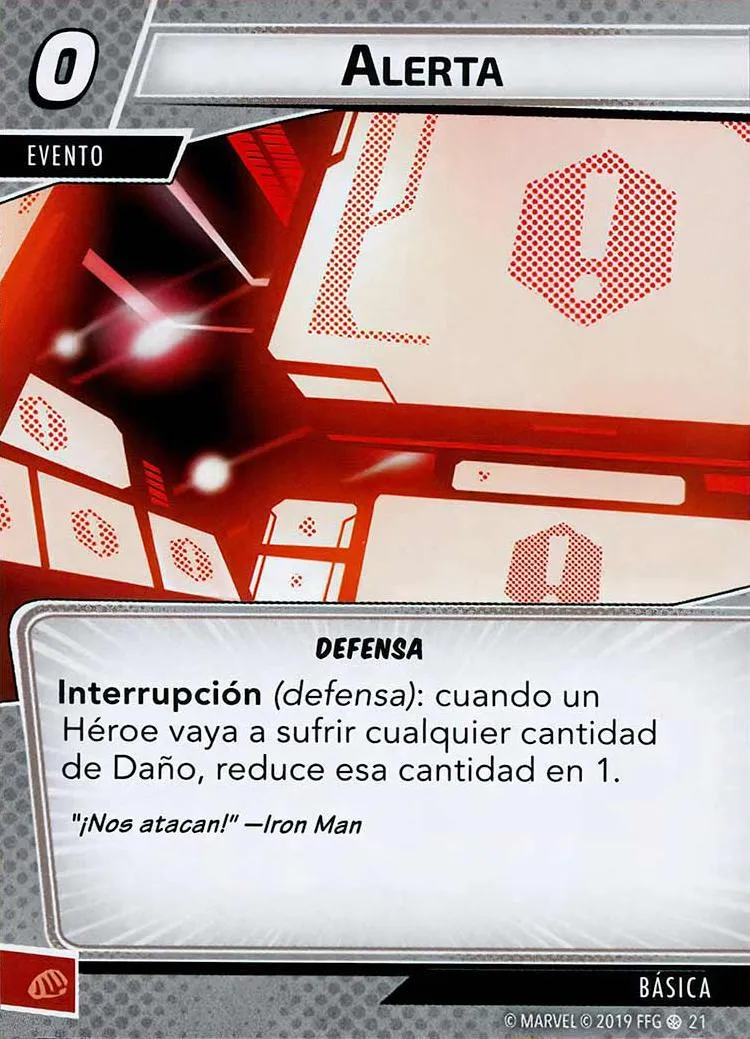 0
ALERTA
EVENTO
DEFENSA
Interrupción (defensa): cuando un
Héroe vaya a sufrir cualquier cantidad
de Daño, reduce esa cantidad en 1.
"¡Nos atacan!" —Iron Man
BÁSICA
© MARVEL © 2019 FFG 21